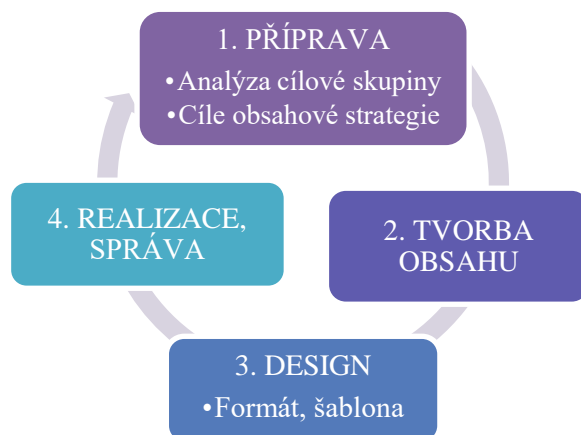 1. PŘÍPRAVA
•Analýza cílové skupiny
•Cíle obsahové strategie
2. TVORBA
OBSAHU
3. DESIGN
•Formát, šablona
4. REALIZACE,
SPRÁVA